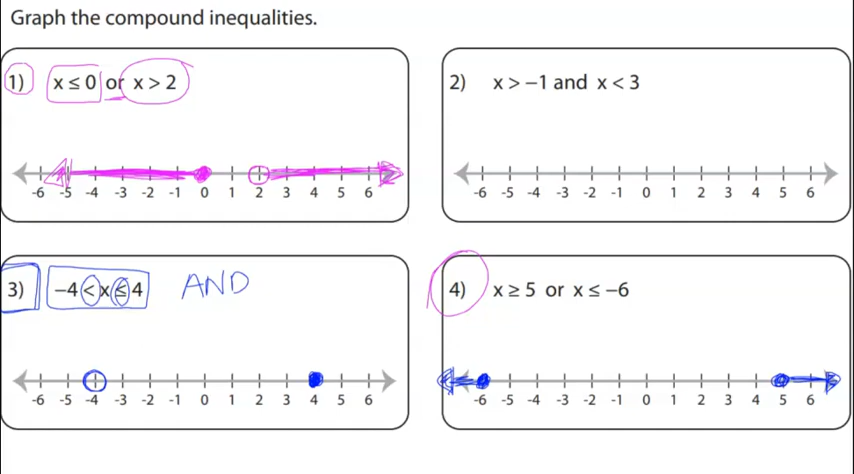 Graph the compound inequalities.
1) x ≤ 0 or x > 2
-6 -5 -4 -3 -2 -1 0 1 2 3 4 5 6
2) x > −1 and x < 3
-6 -5 -4 -3 -2 -1 0 1 2 3 4 5 6
3) −4 < x ≤ 4 AND
-6 -5 -4 -3 -2 -1 0 1 2 3 4 5 6
4) x ≥ 5 or x ≤ −6
-6 -5 -4 -3 -2 -1 0 1 2 3 4 5 6